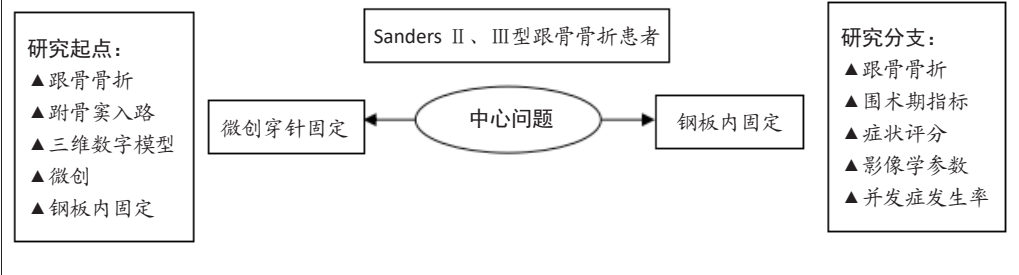 研究起点：
▲跟骨骨折
▲跗骨窦入路
▲三维数字模型
▲微创
▲钢板内固定
Sanders Ⅱ、Ⅲ型跟骨骨折患者
微创穿针固定
中心问题
钢板内固定
研究分支：
▲跟骨骨折
▲围术期指标
▲症状评分
▲影像学参数
▲并发症发生率